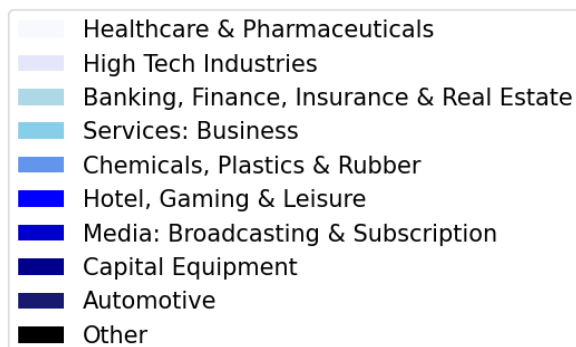 Healthcare & Pharmaceuticals
High Tech Industries
Banking, Finance, Insurance & Real Estate
Services: Business
Chemicals, Plastics & Rubber
Hotel, Gaming & Leisure
Media: Broadcasting & Subscription
Capital Equipment
Automotive
Other